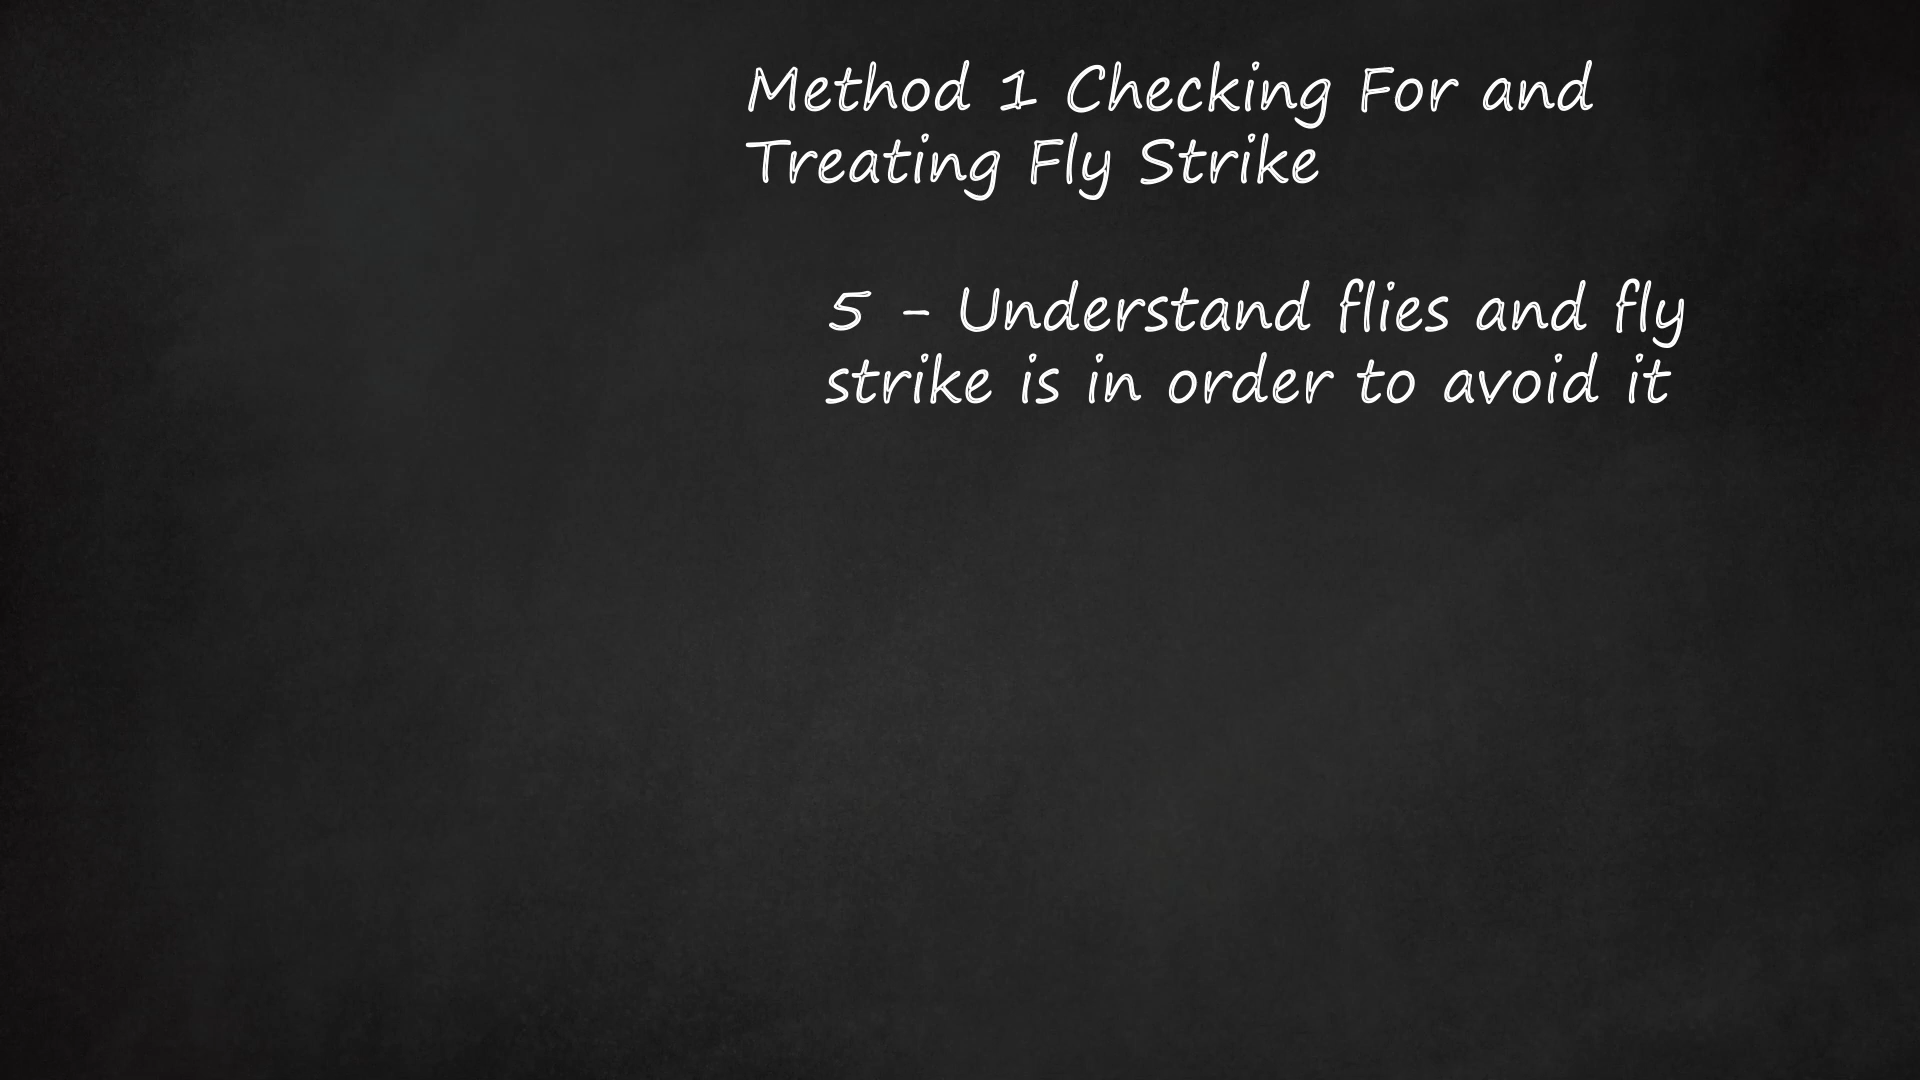 Method 1 Checking For and
Treating Fly Strike
5 - Understand flies and fly
strike is in order to avoid it